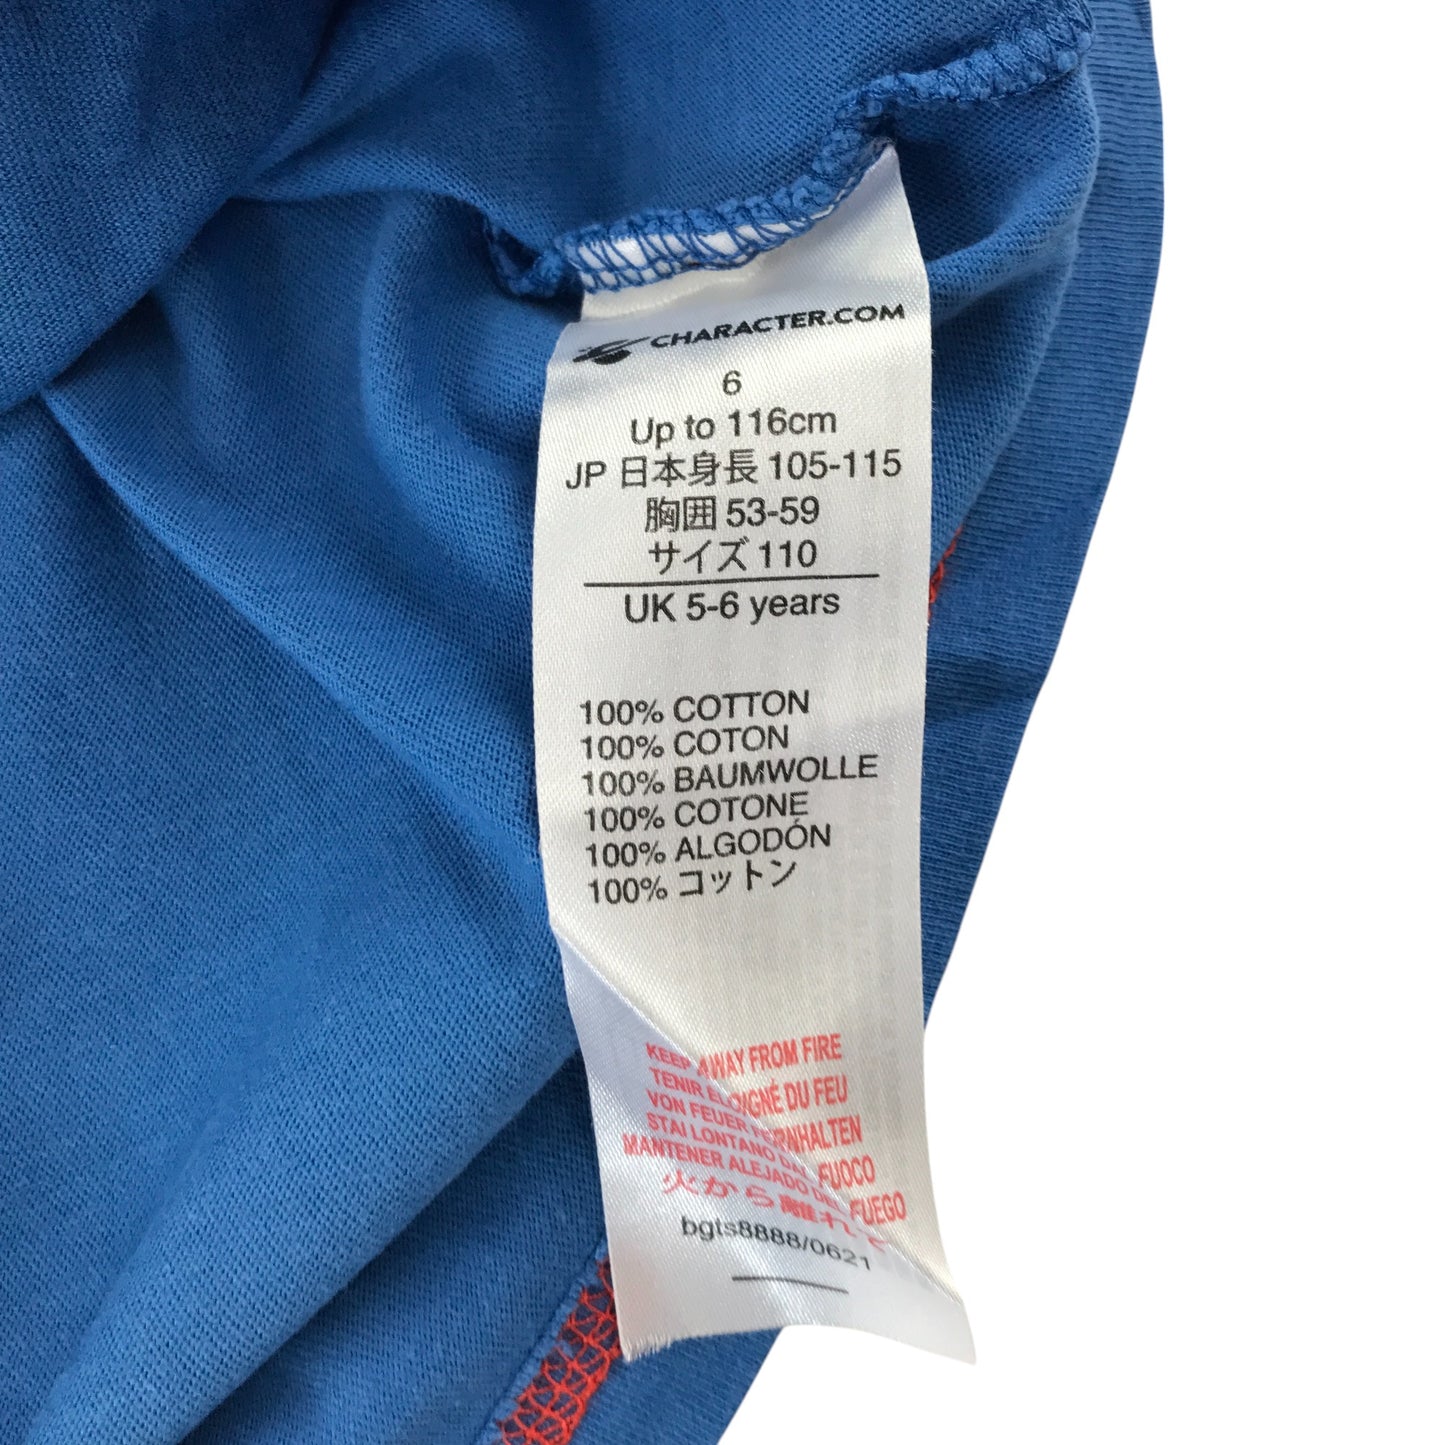 CHARACTER.COM
6
Up to 116cm
JP 日本身長 105-115
胸囲 53-59
サイズ 110
UK 5-6 years
100% COTTON
100% COTON
100% BAUMWOLLE
100% COTONE
100% ALGODÓN
100% コットン
KEEP AWAY FROM FIRE
TENIR ELOIGNÉ DU FEU
VON FEUER FERNHALTEN
STAI LONTANO DAL FUOCO
MANTENER ALEJADO DEL FUEGO
火から離れて
bgts8888/0621